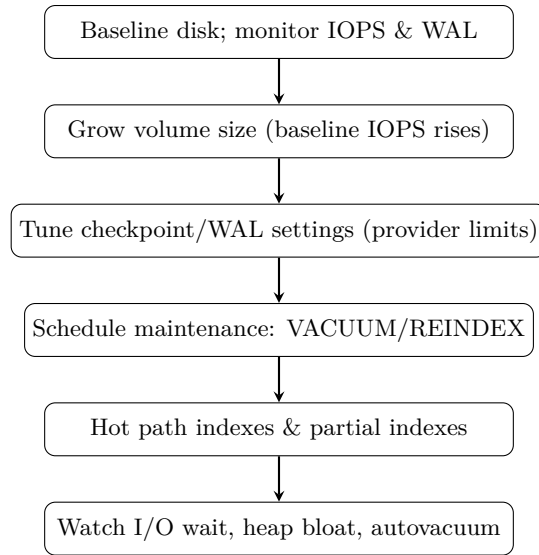 Baseline disk; monitor IOPS & WAL
Grow volume size (baseline IOPS rises)
Tune checkpoint/WAL settings (provider limits)
Schedule maintenance: VACUUM/REINDEX
Hot path indexes & partial indexes
Watch I/O wait, heap bloat, autovacuum